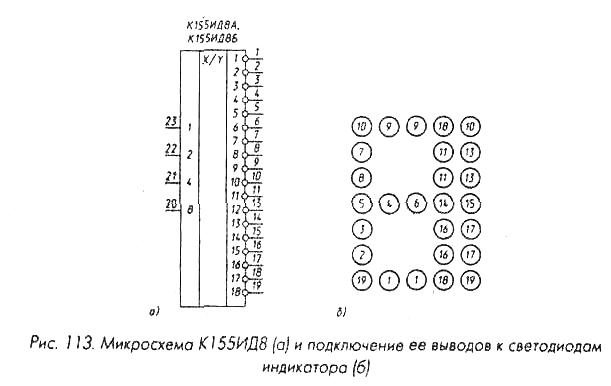 К155ИД8А,
К155ИД8Б
X/Y
23 1
22 2
21 4
20 8
1 1
2 2
3 3
4 4
5 5
6 6
7 7
8 8
9 9
10 10
11 11
12 13
13 14
14 15
15 16
16 17
17 18
18 19
а)
10 9 9 18 10
7 11 13
8 11 13
5 4 6 14 15
3 16 17
2 16 17
19 1 1 18 19
б)
Рис. 113. Микросхема К155ИД8 (а) и подключение ее выводов к светодиодам
индикатора (б)